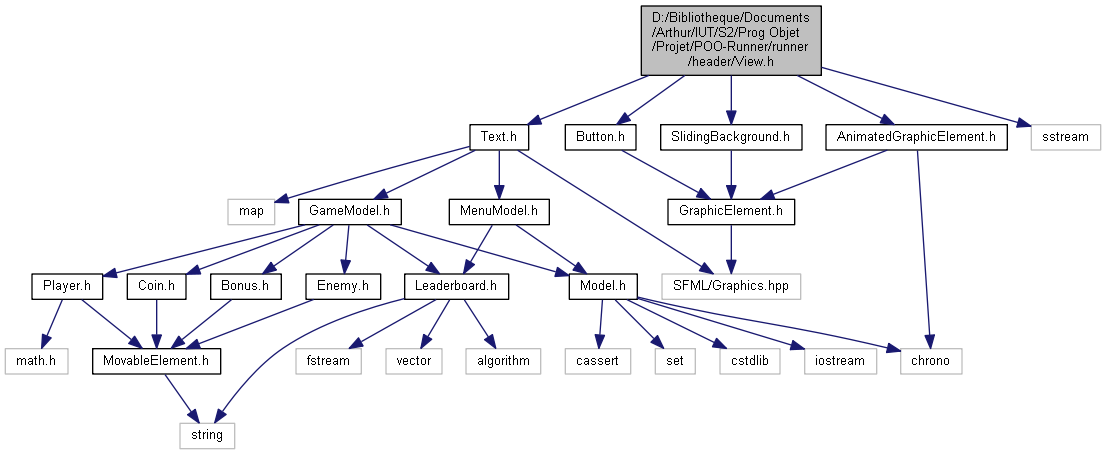 D:/Bibliotheque/Documents
/Arthur/IUT/S2/Prog Objet
/Projet/POO-Runner/runner
/header/View.h
Text.h
Button.h
SlidingBackground.h
AnimatedGraphicElement.h
sstream
map
GameModel.h
MenuModel.h
GraphicElement.h
Player.h
Coin.h
Bonus.h
Enemy.h
Leaderboard.h
Model.h
SFML/Graphics.hpp
math.h
MovableElement.h
fstream
vector
algorithm
cassert
set
cstdlib
iostream
chrono
string